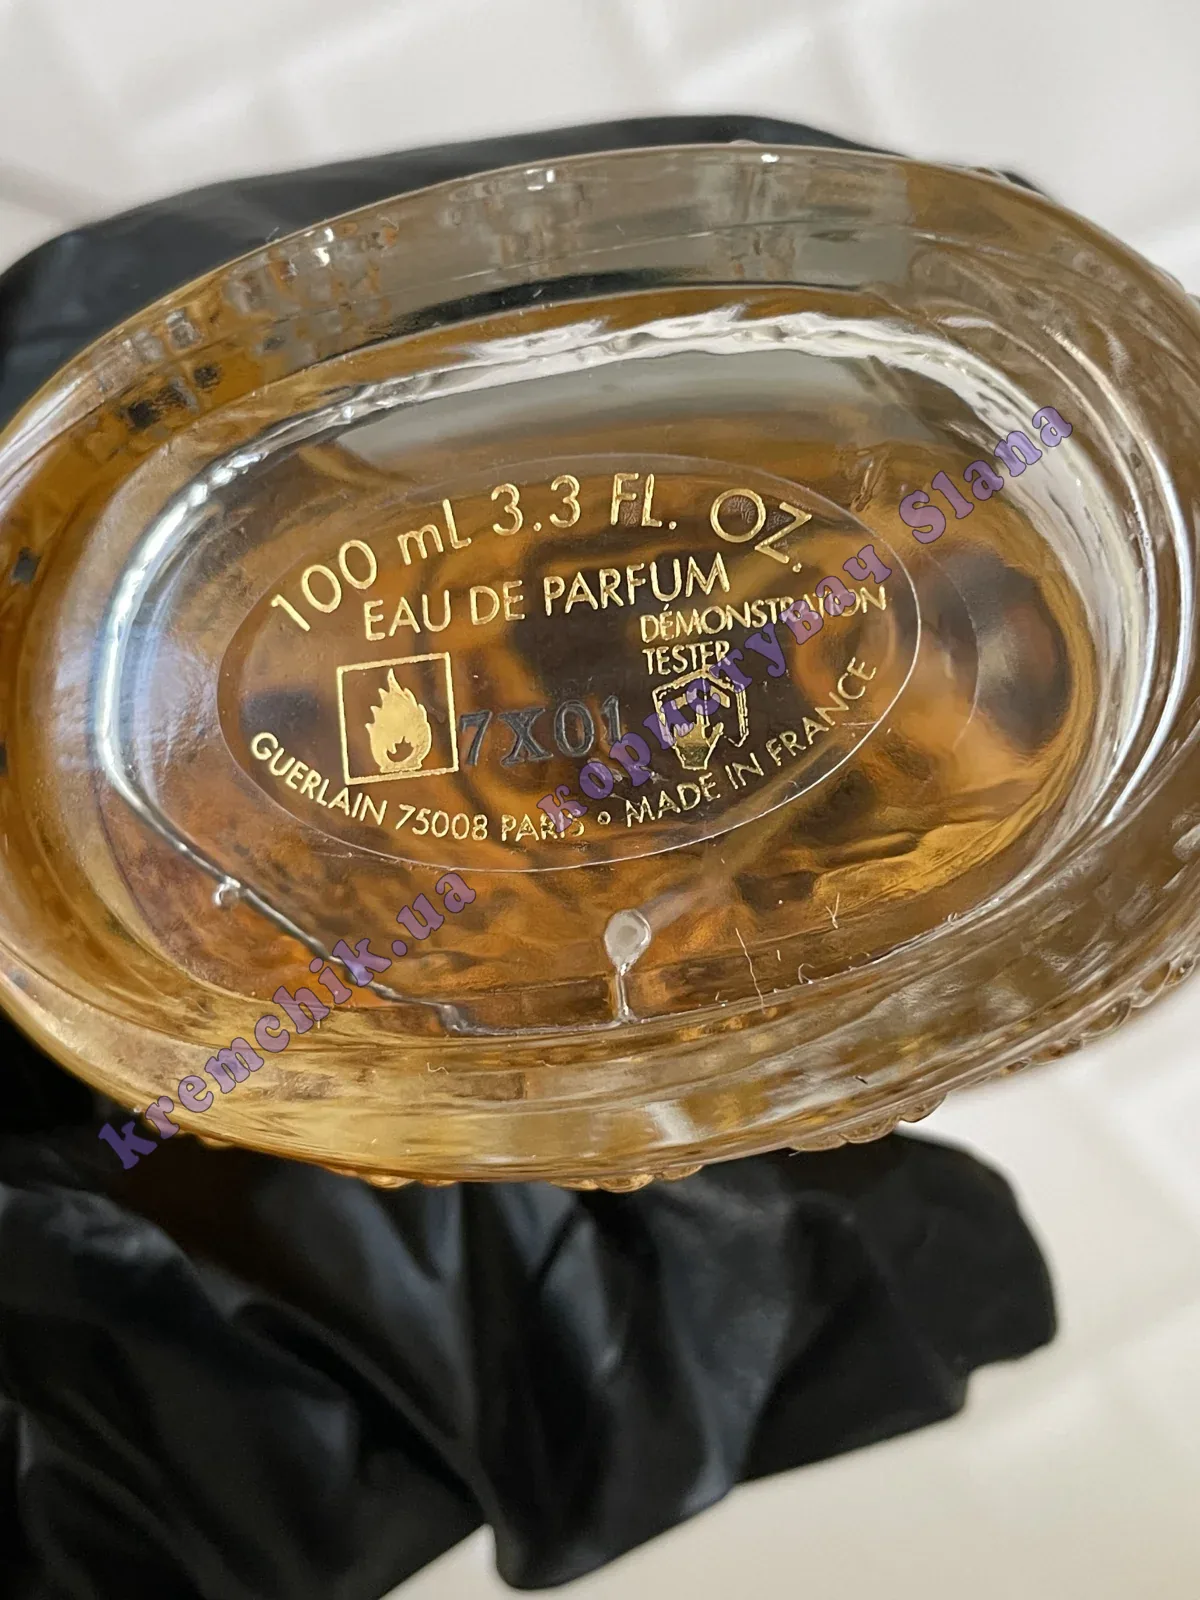 100 mL 3.3 FL. OZ.
EAU DE PARFUM
DÉMONSTRATION
TESTER
7X01
GUERLAIN 75008 PARIS • MADE IN FRANCE
kremchik.ua
користувач Slana